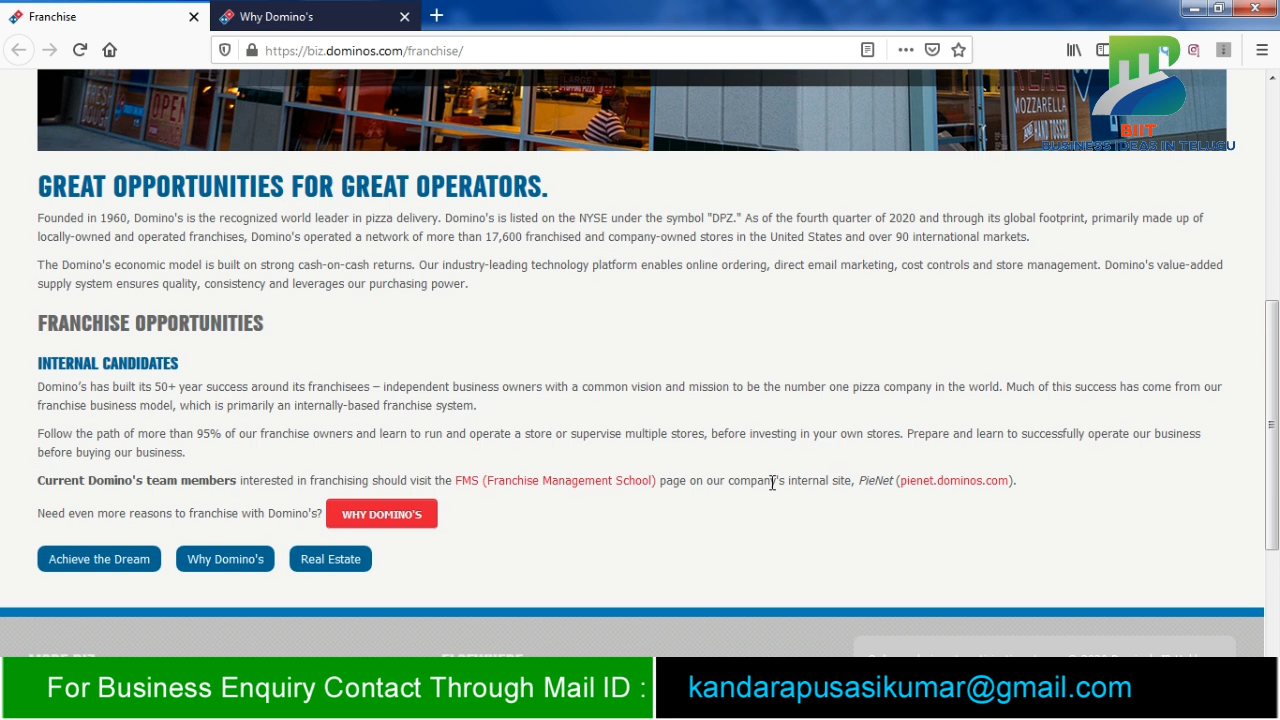 Franchise
Why Domino's
https://biz.dominos.com/franchise/
LARGE
OPEN
MOZZARELLA
AND HAND TOSSED
BIIT
BUSINESS IDEAS IN TELUGU
GREAT OPPORTUNITIES FOR GREAT OPERATORS.
Founded in 1960, Domino's is the recognized world leader in pizza delivery. Domino's is listed on the NYSE under the symbol "DPZ." As of the fourth quarter of 2020 and through its global footprint, primarily made up of
locally-owned and operated franchises, Domino's operated a network of more than 17,600 franchised and company-owned stores in the United States and over 90 international markets.
The Domino's economic model is built on strong cash-on-cash returns. Our industry-leading technology platform enables online ordering, direct email marketing, cost controls and store management. Domino's value-added
supply system ensures quality, consistency and leverages our purchasing power.
FRANCHISE OPPORTUNITIES
INTERNAL CANDIDATES
Domino's has built its 50+ year success around its franchisees – independent business owners with a common vision and mission to be the number one pizza company in the world. Much of this success has come from our
franchise business model, which is primarily an internally-based franchise system.
Follow the path of more than 95% of our franchise owners and learn to run and operate a store or supervise multiple stores, before investing in your own stores. Prepare and learn to successfully operate our business
before buying our business.
Current Domino's team members interested in franchising should visit the FMS (Franchise Management School) page on our company's internal site, PieNet (pienet.dominos.com).
Need even more reasons to franchise with Domino's? WHY DOMINO'S
Achieve the Dream Why Domino's Real Estate
For Business Enquiry Contact Through Mail ID : kandarapusasikumar@gmail.com